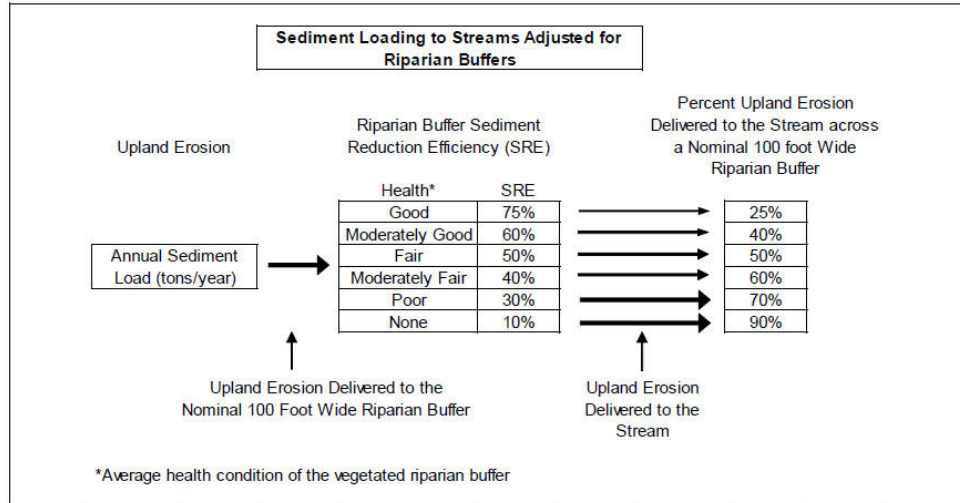 Sediment Loading to Streams Adjusted for
Riparian Buffers
Upland Erosion
Riparian Buffer Sediment
Reduction Efficiency (SRE)
Percent Upland Erosion
Delivered to the Stream across
a Nominal 100 foot Wide
Riparian Buffer
Health* SRE
Good 75% 25%
Moderately Good 60% 40%
Fair 50% 50%
Moderately Fair 40% 60%
Poor 30% 70%
None 10% 90%
Annual Sediment
Load (tons/year)
Upland Erosion Delivered to the
Nominal 100 Foot Wide Riparian Buffer
Upland Erosion
Delivered to the
Stream
*Average health condition of the vegetated riparian buffer